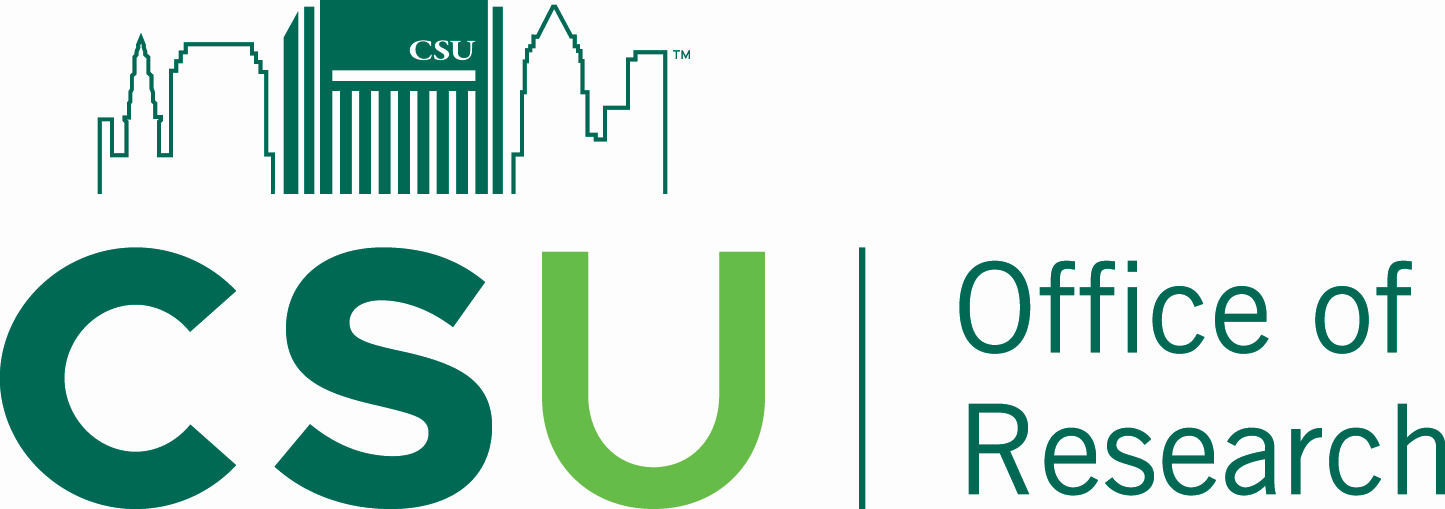 CSU
TM
CSU
Office of
Research